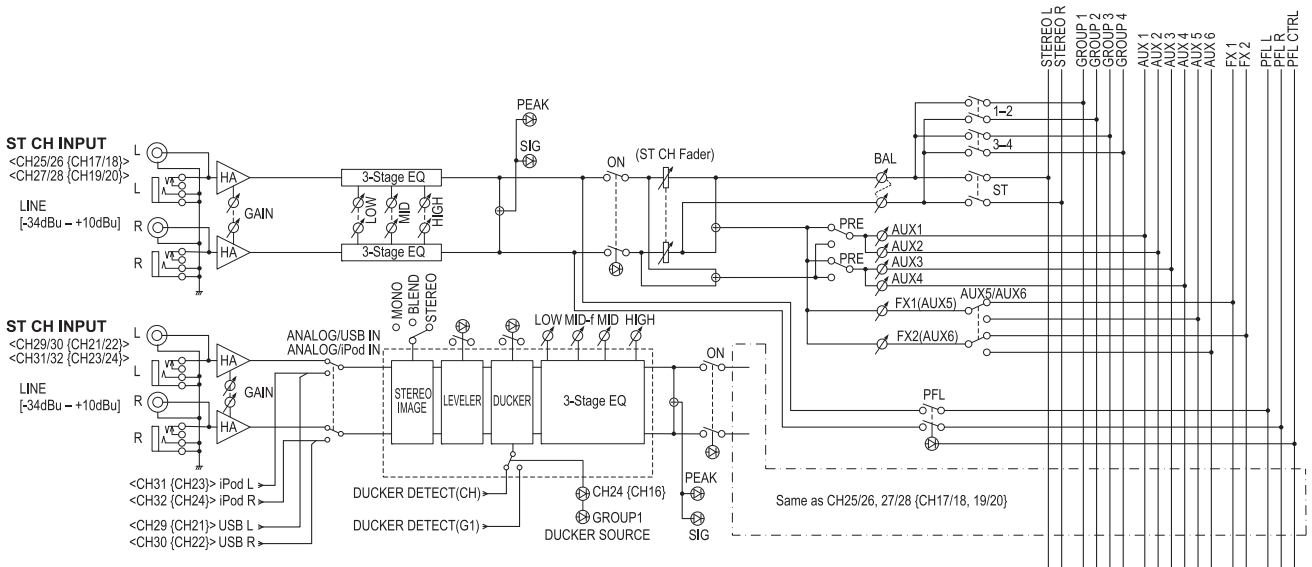 STEREO L
STEREO R
GROUP 1
GROUP 2
GROUP 3
GROUP 4
AUX 1
AUX 2
AUX 3
AUX 4
AUX 5
AUX 6
FX 1
FX 2
PFL L
PFL R
PFL CTRL
ST CH INPUT
<CH25/26 {CH17/18}>
<CH27/28 {CH19/20}>
LINE
[-34dBu – +10dBu]
L
L
R
R
HA
HA
GAIN
3-Stage EQ
LOW
MID
HIGH
3-Stage EQ
PEAK
SIG
ON
(ST CH Fader)
BAL
1–2
3–4
ST
PRE
PRE
AUX1
AUX2
AUX3
AUX4
FX1(AUX5)
AUX5/AUX6
FX2(AUX6)
PFL
ST CH INPUT
<CH29/30 {CH21/22}>
<CH31/32 {CH23/24}>
LINE
[-34dBu – +10dBu]
L
L
R
R
HA
HA
GAIN
ANALOG/USB IN
ANALOG/iPod IN
MONO
BLEND
STEREO
STEREO
IMAGE
LEVELER
DUCKER
LOW MID-f MID HIGH
3-Stage EQ
ON
PEAK
SIG
<CH31 {CH23}> iPod L
<CH32 {CH24}> iPod R
<CH29 {CH21}> USB L
<CH30 {CH22}> USB R
DUCKER DETECT(CH)
DUCKER DETECT(G1)
CH24 {CH16}
GROUP1
DUCKER SOURCE
Same as CH25/26, 27/28 {CH17/18, 19/20}